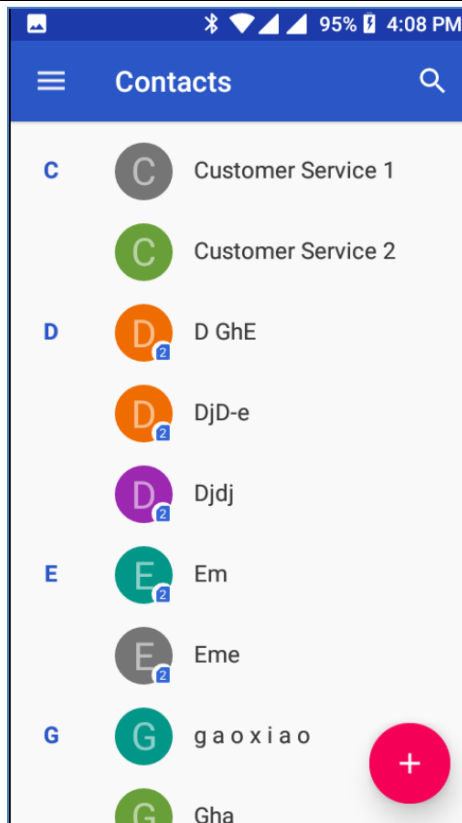 95% 4:08 PM
Contacts
C C Customer Service 1
C Customer Service 2
D D 2 D GhE
D 2 DjD-e
D 2 Djdj
E E 2 Em
E 2 Eme
G G g a o x i a o
+
G Gha